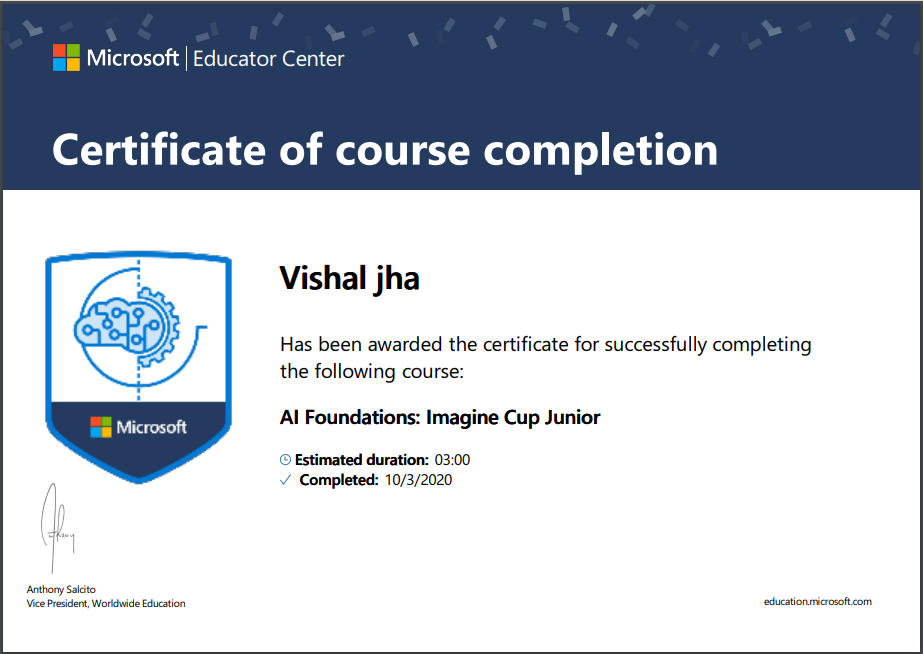 Microsoft | Educator Center
Certificate of course completion
Vishal jha
Has been awarded the certificate for successfully completing
the following course:
AI Foundations: Imagine Cup Junior
Estimated duration: 03:00
✓ Completed: 10/3/2020
Microsoft
Anthony Salcito
Vice President, Worldwide Education
education.microsoft.com